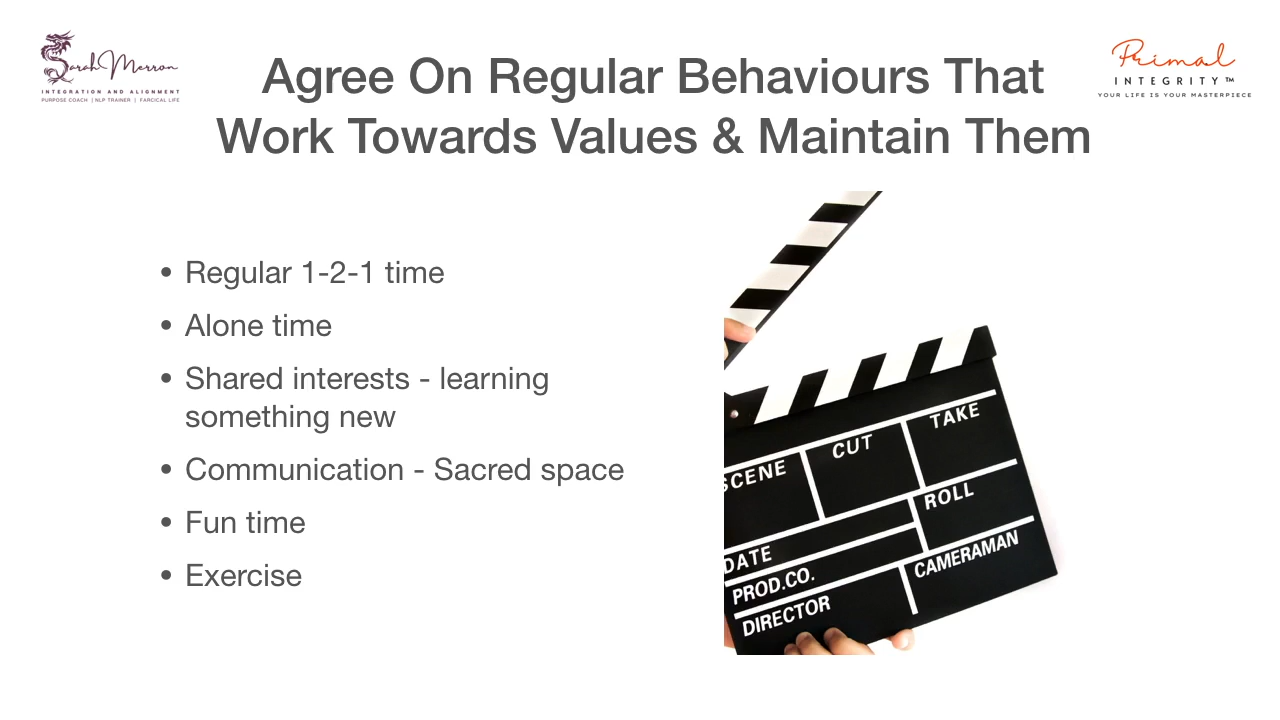 Sarah Merron
INTEGRATION AND ALIGNMENT
PURPOSE COACH | NLP TRAINER | FARCICAL LIFE
Primal
INTEGRITY™
YOUR LIFE IS YOUR MASTERPIECE
Agree On Regular Behaviours That
Work Towards Values & Maintain Them
• Regular 1-2-1 time
• Alone time
• Shared interests - learning
something new
• Communication - Sacred space
• Fun time
• Exercise
SCENE
CUT
TAKE
ROLL
DATE
PROD.CO.
DIRECTOR
CAMERAMAN